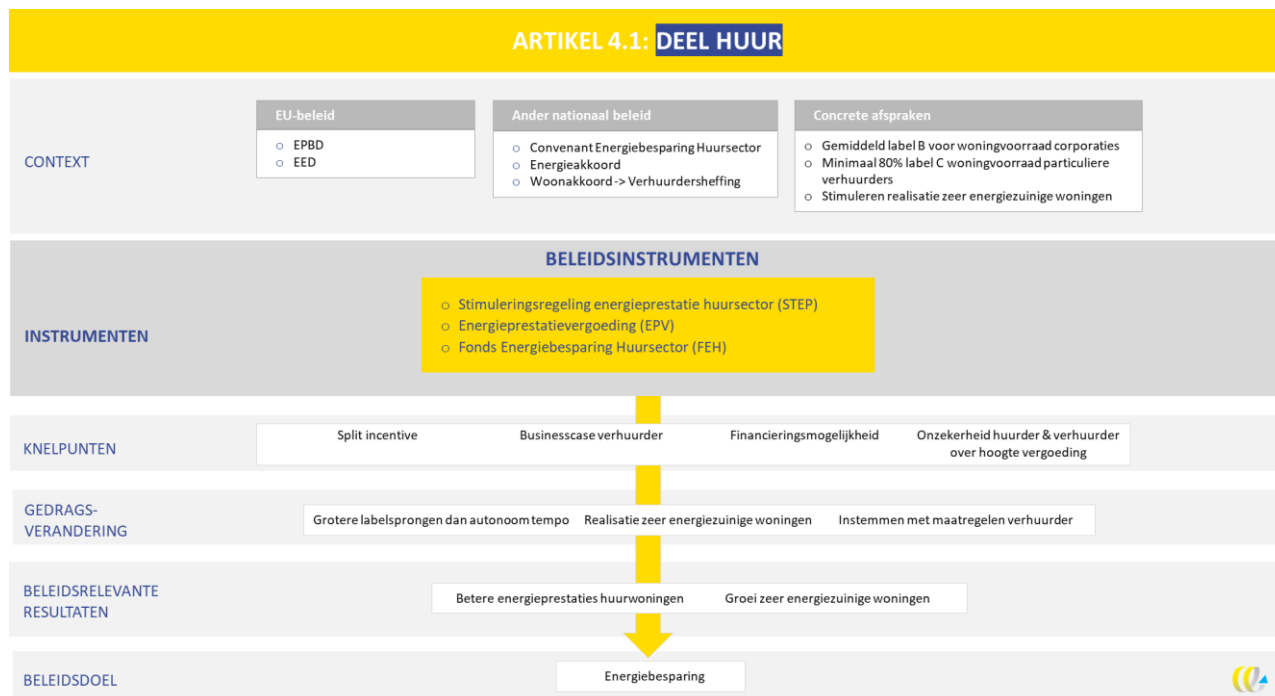 ARTIKEL 4.1: DEEL HUUR
CONTEXT
EU-beleid
o EPBD
o EED
Ander nationaal beleid
o Convenant Energiebesparing Huursector
o Energieakkoord
o Woonakkoord -> Verhuurdersheffing
Concrete afspraken
o Gemiddeld label B voor woningvoorraad corporaties
o Minimaal 80% label C woningvoorraad particuliere
verhuurders
o Stimuleren realisatie zeer energiezuinige woningen
INSTRUMENTEN
BELEIDSINSTRUMENTEN
o Stimuleringsregeling energieprestatie huursector (STEP)
o Energieprestatievergoeding (EPV)
o Fonds Energiebesparing Huursector (FEH)
KNELPUNTEN
Split incentive
Businesscase verhuurder
Financieringsmogelijkheid
Onzekerheid huurder & verhuurder
over hoogte vergoeding
GEDRAGS-
VERANDERING
Grotere labelsprongen dan autonoom tempo
Realisatie zeer energiezuinige woningen
Instemmen met maatregelen verhuurder
BELEIDSRELEVANTE
RESULTATEN
Betere energieprestaties huurwoningen
Groei zeer energiezuinige woningen
BELEIDSDOEL
Energiebesparing